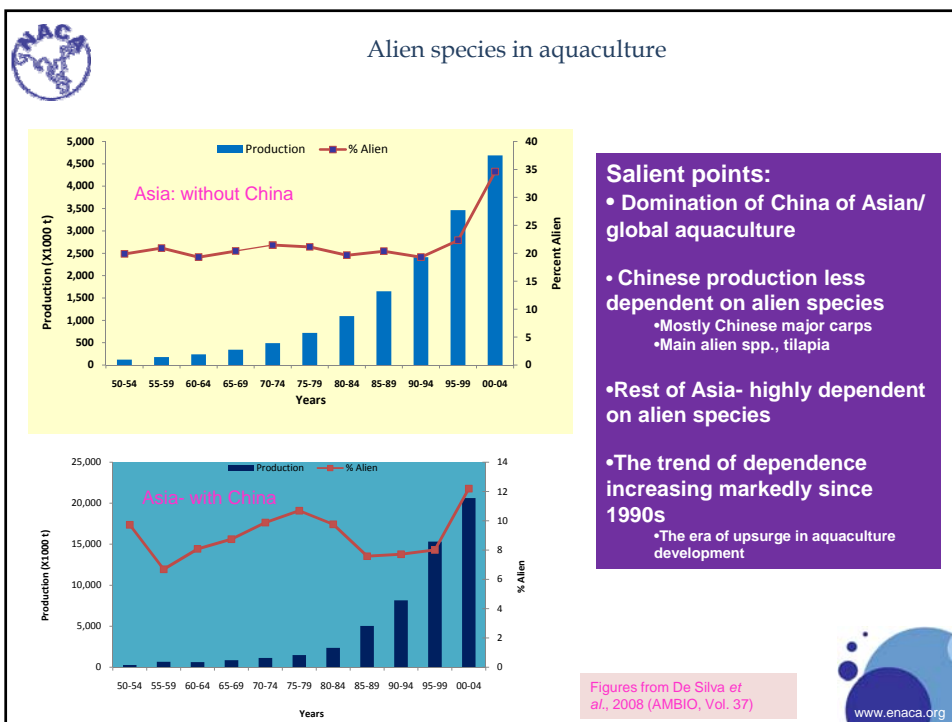 NACA
Alien species in aquaculture
Production
% Alien
Asia: without China
Production (X1000 t)
5,000
4,500
4,000
3,500
3,000
2,500
2,000
1,500
1,000
500
0
40
35
30
25
20
15
10
5
0
Percent Alien
50-54 55-59 60-64 65-69 70-74 75-79 80-84 85-89 90-94 95-99 00-04
Years
Production
% Alien
Asia- with China
Production (X1000 t)
25,000
20,000
15,000
10,000
5,000
0
14
12
10
8
6
4
2
0
% Alien
50-54 55-59 60-64 65-69 70-74 75-79 80-84 85-89 90-94 95-99 00-04
Years
Salient points:
• Domination of China of Asian/
global aquaculture
• Chinese production less
dependent on alien species
•Mostly Chinese major carps
•Main alien spp., tilapia
•Rest of Asia- highly dependent
on alien species
•The trend of dependence
increasing markedly since
1990s
•The era of upsurge in aquaculture
development
Figures from De Silva et
al., 2008 (AMBIO, Vol. 37)
www.enaca.org